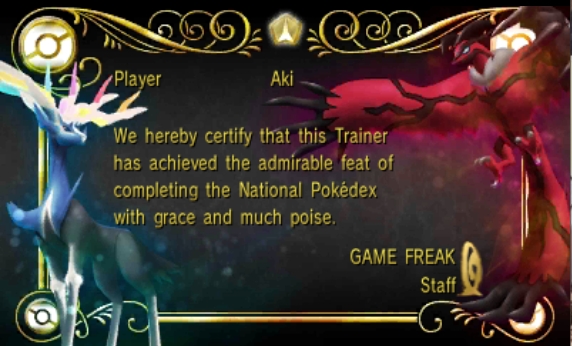 Player Aki
We hereby certify that this Trainer
has achieved the admirable feat of
completing the National Pokédex
with grace and much poise.
GAME FREAK
Staff